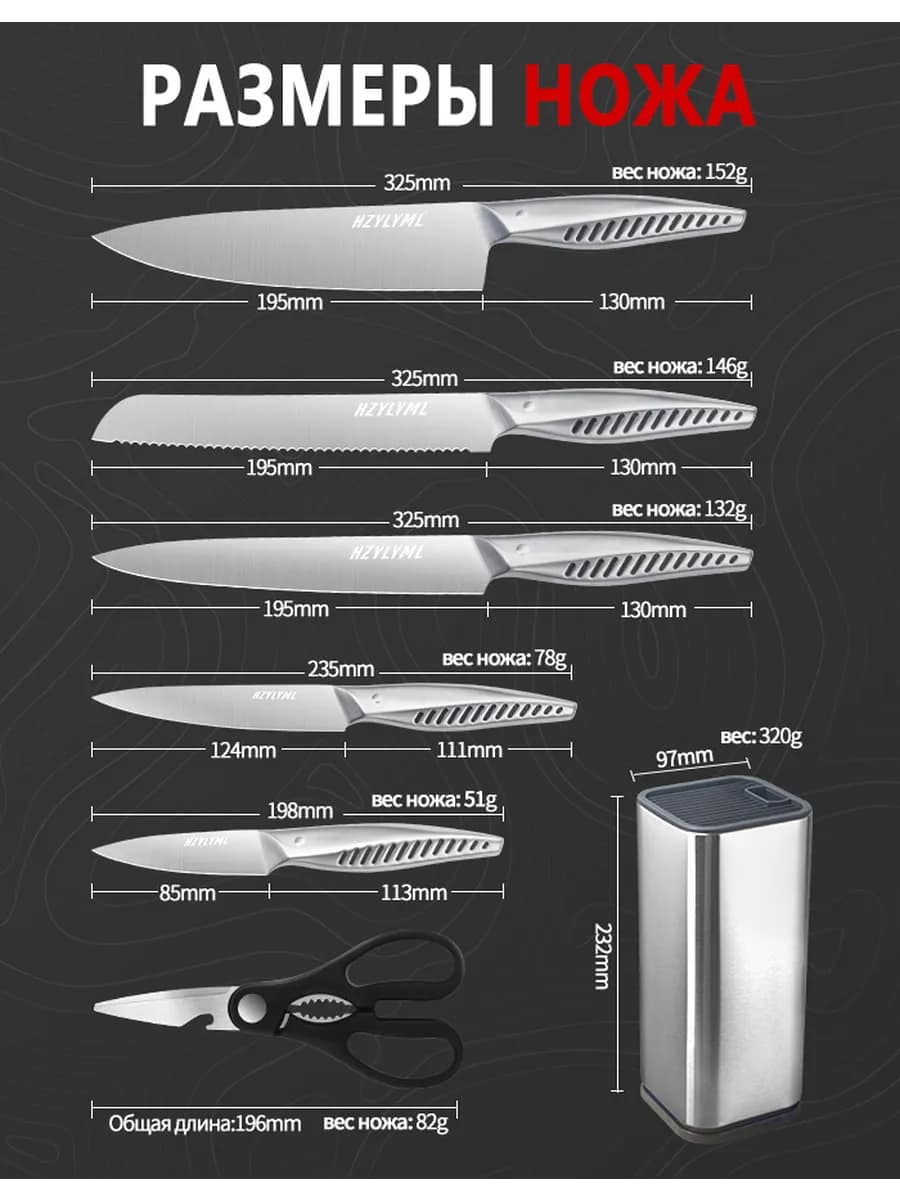 РАЗМЕРЫ НОЖА
вес ножа: 152g
325mm
HZYLYML
195mm 130mm
вес ножа: 146g
325mm
HZYLYML
195mm 130mm
вес ножа: 132g
325mm
HZYLYML
195mm 130mm
вес ножа: 78g
235mm
HZYLYML
124mm 111mm
вес: 320g
97mm
вес ножа: 51g
198mm
HZYLYML
85mm 113mm
232mm
Общая длина:196mm вес ножа: 82g